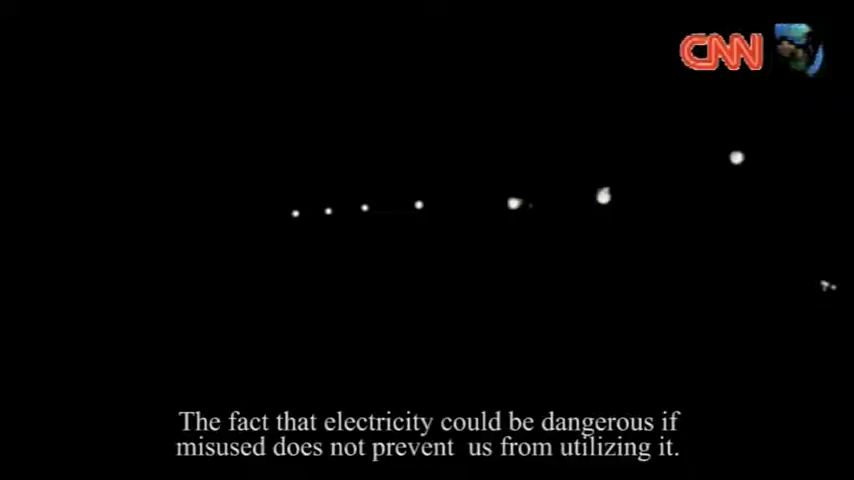 CNN
The fact that electricity could be dangerous if
misused does not prevent us from utilizing it.